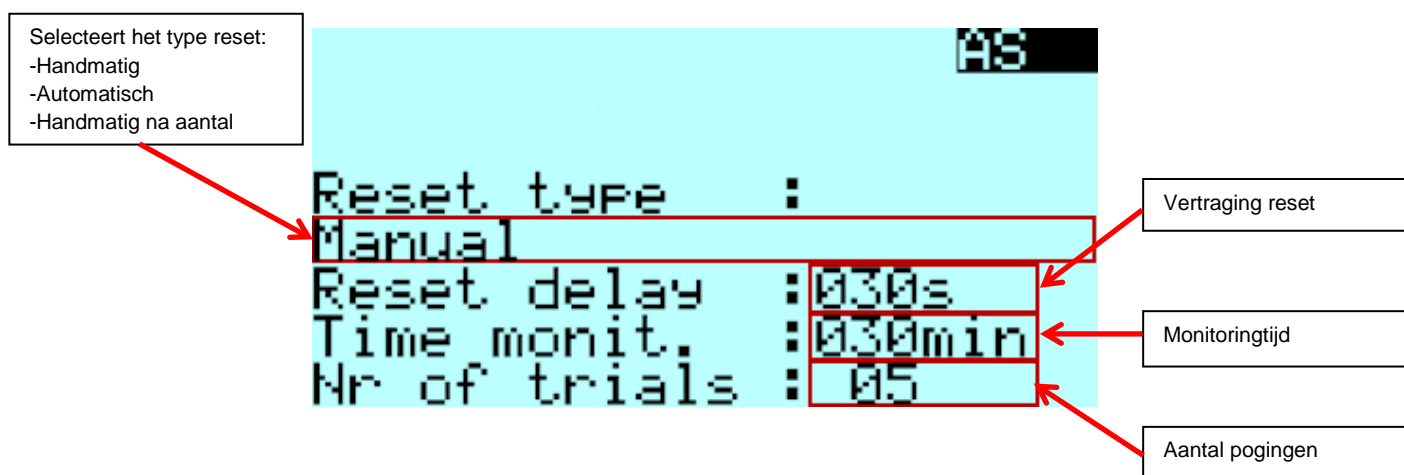 Selecteert het type reset:
-Handmatig
-Automatisch
-Handmatig na aantal
AS
Reset type :
Manual
Reset delay :030s
Time monit. :030min
Nr of trials : 05
Vertraging reset
Monitoringtijd
Aantal pogingen